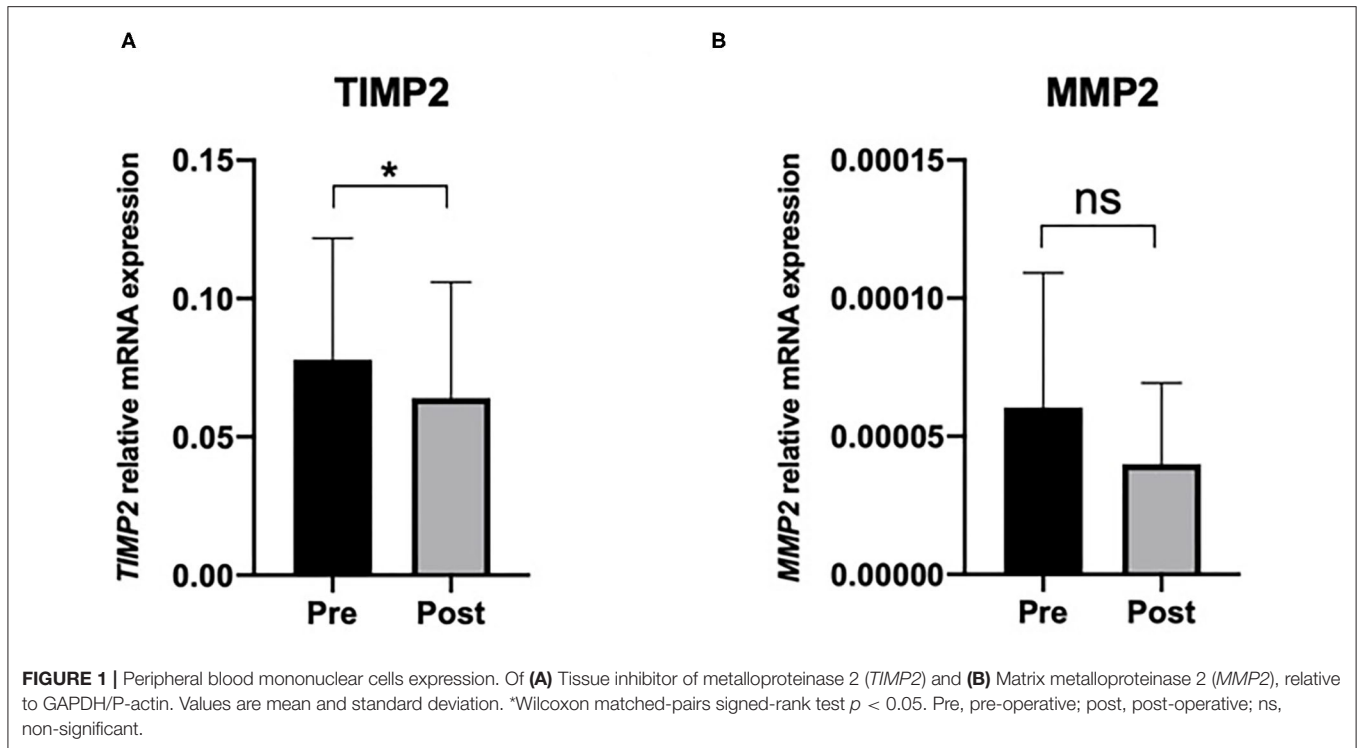 A
TIMP2
TIMP2 relative mRNA expression
0.15
0.10
0.05
0.00
*
Pre Post
B
MMP2
MMP2 relative mRNA expression
0.00015
0.00010
0.00005
0.00000
ns
Pre Post
FIGURE 1 | Peripheral blood mononuclear cells expression. Of (A) Tissue inhibitor of metalloproteinase 2 (TIMP2) and (B) Matrix metalloproteinase 2 (MMP2), relative
to GAPDH/P-actin. Values are mean and standard deviation. *Wilcoxon matched-pairs signed-rank test p < 0.05. Pre, pre-operative; post, post-operative; ns,
non-significant.